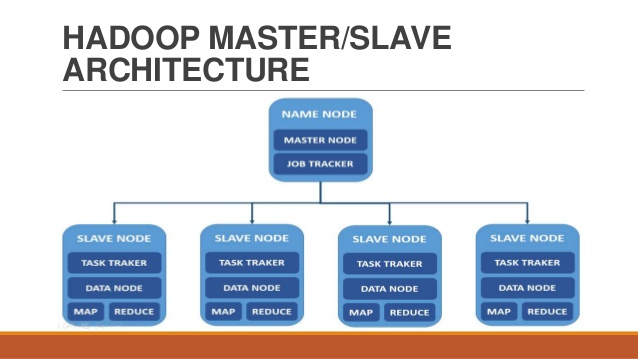 HADOOP MASTER/SLAVE
ARCHITECTURE
NAME NODE
MASTER NODE
JOB TRACKER
SLAVE NODE
TASK TRAKER
DATA NODE
MAP REDUCE
SLAVE NODE
TASK TRAKER
DATA NODE
MAP REDUCE
SLAVE NODE
TASK TRAKER
DATA NODE
MAP REDUCE
SLAVE NODE
TASK TRAKER
DATA NODE
MAP REDUCE